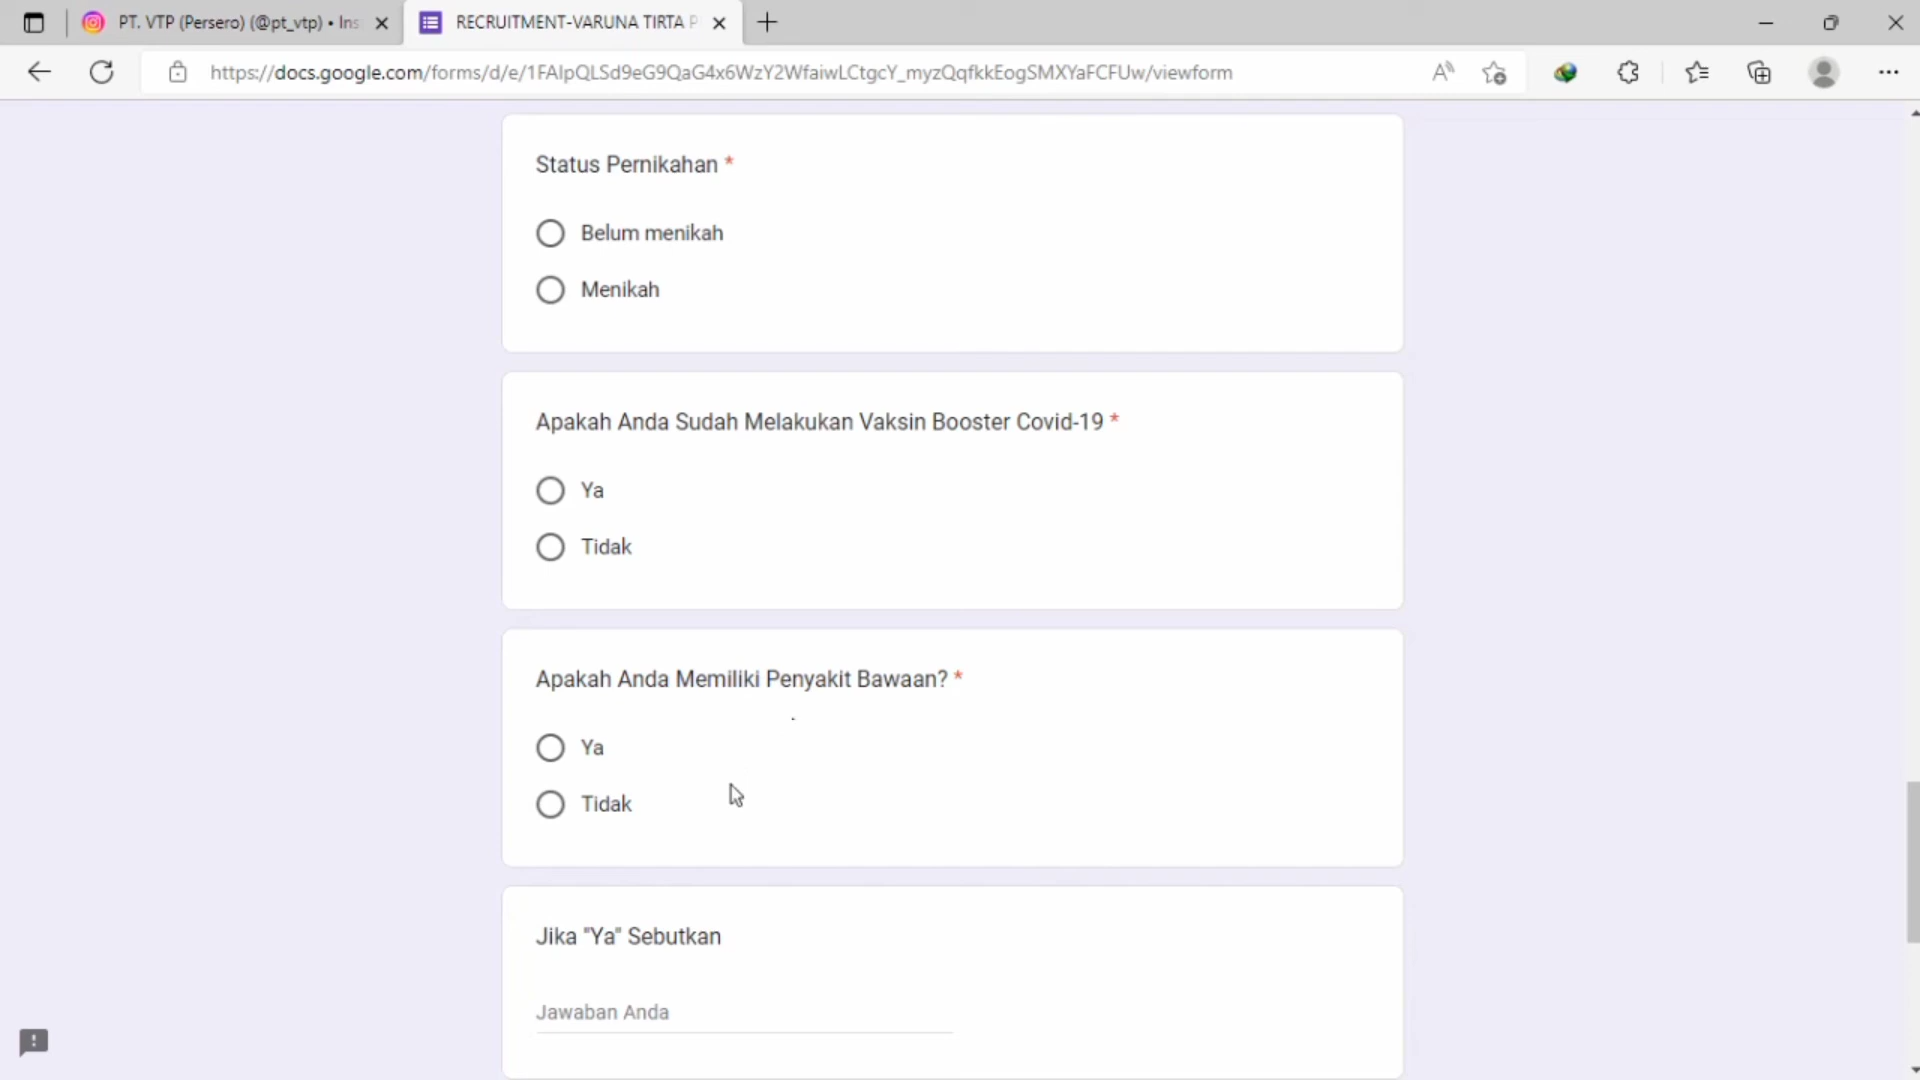 PT. VTP (Persero) (@pt_vtp) • Ins
RECRUITMENT-VARUNA TIRTA P
https://docs.google.com/forms/d/e/1FAIpQLSd9eG9QaG4x6WzY2WfaiwLCtgcY_myzQqfkkEogSMXYaFCFUw/viewform
Status Pernikahan *
Belum menikah
Menikah
Apakah Anda Sudah Melakukan Vaksin Booster Covid-19 *
Ya
Tidak
Apakah Anda Memiliki Penyakit Bawaan? *
Ya
Tidak
Jika "Ya" Sebutkan
Jawaban Anda